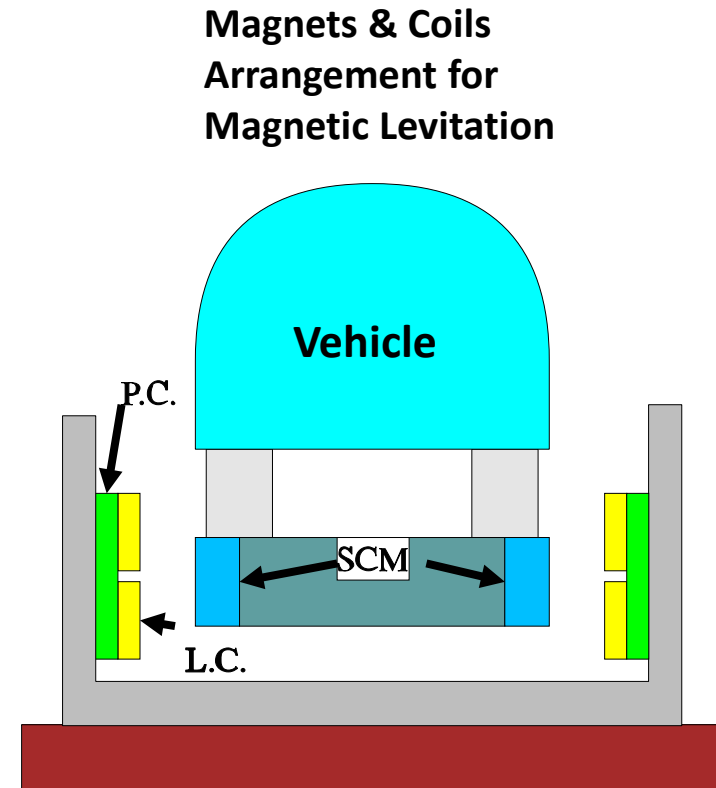 Magnets & Coils
Arrangement for
Magnetic Levitation
Vehicle
P.C.
SCM
L.C.